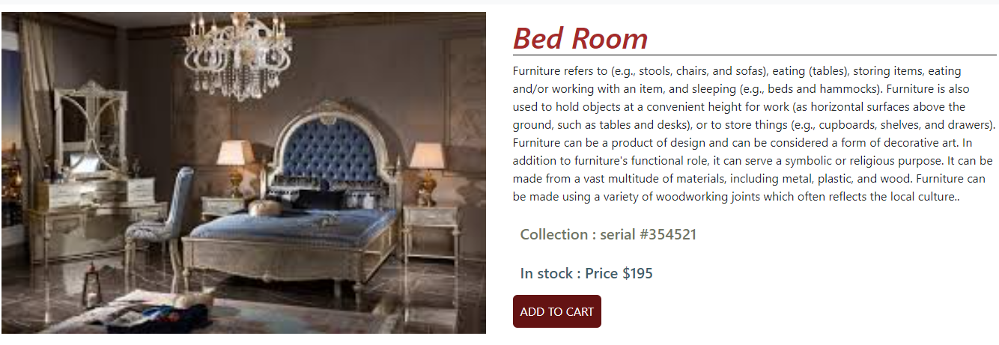 Bed Room
Furniture refers to (e.g., stools, chairs, and sofas), eating (tables), storing items, eating
and/or working with an item, and sleeping (e.g., beds and hammocks). Furniture is also
used to hold objects at a convenient height for work (as horizontal surfaces above the
ground, such as tables and desks), or to store things (e.g., cupboards, shelves, and drawers).
Furniture can be a product of design and can be considered a form of decorative art. In
addition to furniture's functional role, it can serve a symbolic or religious purpose. It can be
made from a vast multitude of materials, including metal, plastic, and wood. Furniture can
be made using a variety of woodworking joints which often reflects the local culture..
Collection : serial #354521
In stock : Price $195
ADD TO CART